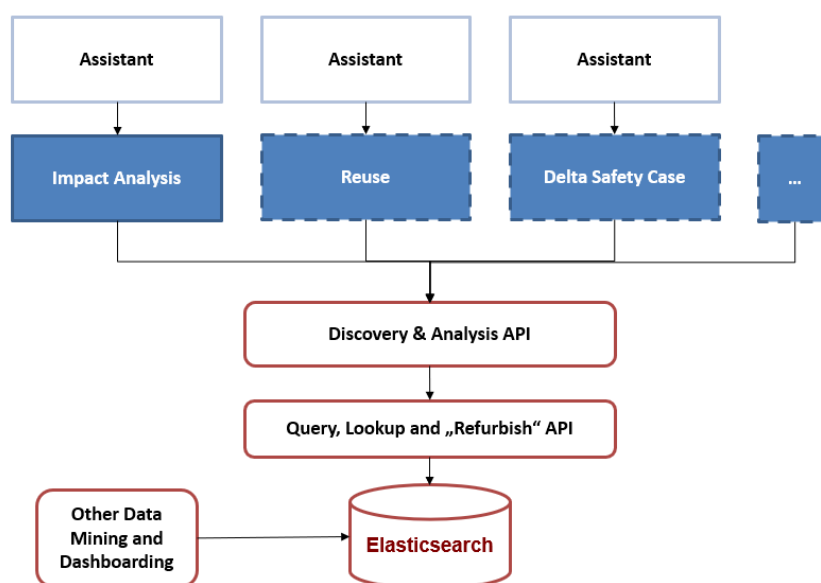 Assistant
Assistant
Assistant
Impact Analysis
Reuse
Delta Safety Case
...
Discovery & Analysis API
Query, Lookup and „Refurbish“ API
Other Data
Mining and
Dashboarding
Elasticsearch